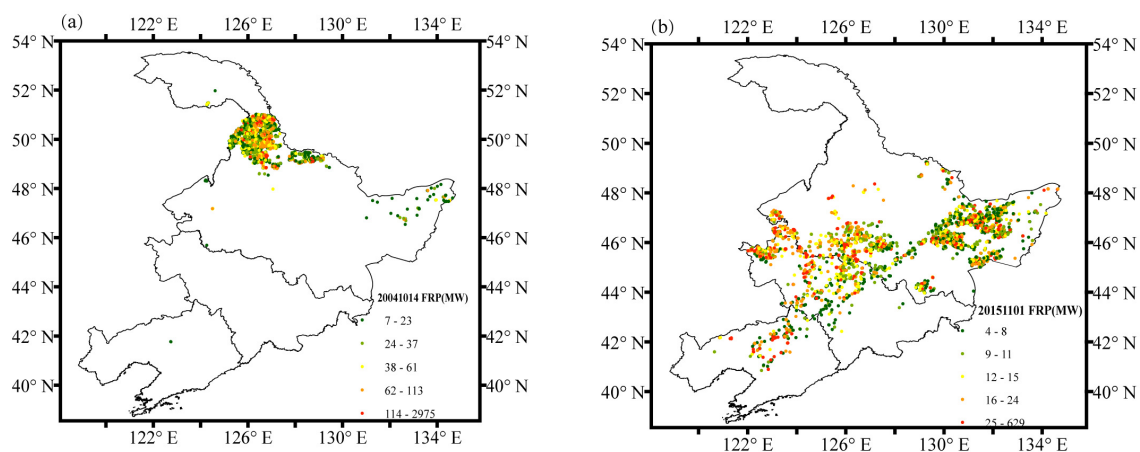 (a)
122° E 126° E 130° E 134° E
54° N
52° N
50° N
48° N
46° N
44° N
42° N
40° N
54° N
52° N
50° N
48° N
46° N
44° N
42° N
40° N
20041014 FRP(MW)
7 - 23
24 - 37
38 - 61
62 - 113
114 - 2975
122° E 126° E 130° E 134° E
(b)
122° E 126° E 130° E 134° E
54° N
52° N
50° N
48° N
46° N
44° N
42° N
40° N
54° N
52° N
50° N
48° N
46° N
44° N
42° N
40° N
20151101 FRP(MW)
4 - 8
9 - 11
12 - 15
16 - 24
25 - 629
122° E 126° E 130° E 134° E